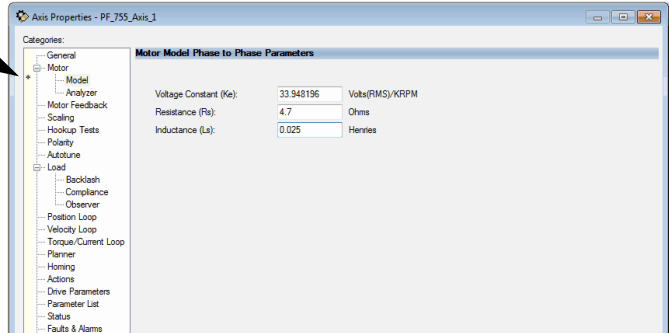 Axis Properties - PF_755_Axis_1
Categories:
General
Motor
* Model
Analyzer
Motor Feedback
Scaling
Hookup Tests
Polarity
Autotune
Load
Backlash
Compliance
Observer
Position Loop
Velocity Loop
Torque/Current Loop
Planner
Homing
Actions
Drive Parameters
Parameter List
Status
Faults & Alarms
Motor Model Phase to Phase Parameters
Voltage Constant (Ke): 33.948196 Volts(RMS)/KRPM
Resistance (Rs): 4.7 Ohms
Inductance (Ls): 0.025 Henries